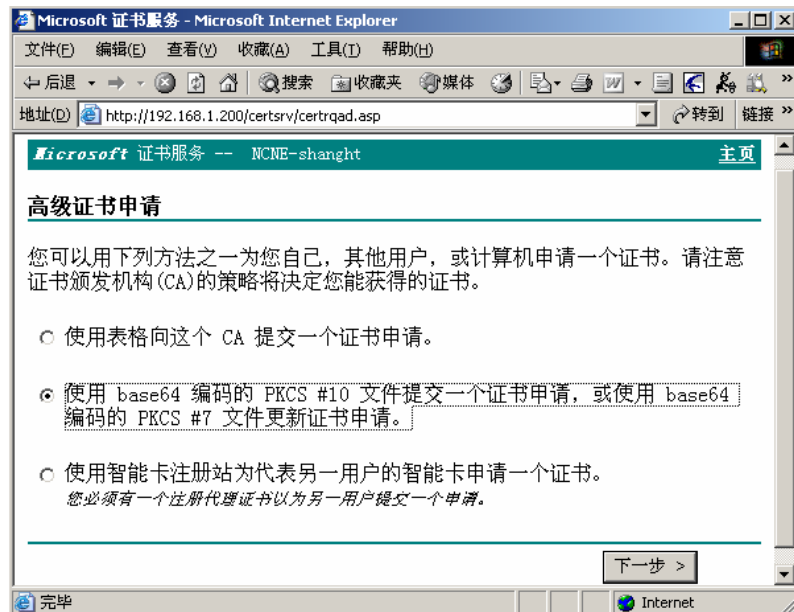 Microsoft 证书服务 - Microsoft Internet Explorer
文件(F) 编辑(E) 查看(V) 收藏(A) 工具(T) 帮助(H)
后退 搜索 收藏夹 媒体 »
地址(D) http://192.168.1.200/certsrv/certrqad.asp 转到 链接 »
Microsoft 证书服务 -- NCNE-shanght 主页
高级证书申请
您可以用下列方法之一为您自己，其他用户，或计算机申请一个证书。请注意
证书颁发机构(CA)的策略将决定您能获得的证书。
使用表格向这个 CA 提交一个证书申请。
使用 base64 编码的 PKCS #10 文件提交一个证书申请，或使用 base64
编码的 PKCS #7 文件更新证书申请。
使用智能卡注册站为代表另一用户的智能卡申请一个证书。
您必须有一个注册代理证书以为另一用户提交一个申请。
下一步 >
完毕 Internet